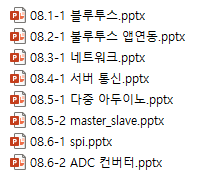 08.1-1 블루투스.pptx
08.2-1 블루투스 앱연동.pptx
08.3-1 네트워크.pptx
08.4-1 서버 통신.pptx
08.5-1 다중 아두이노.pptx
08.5-2 master_slave.pptx
08.6-1 spi.pptx
08.6-2 ADC 컨버터.pptx